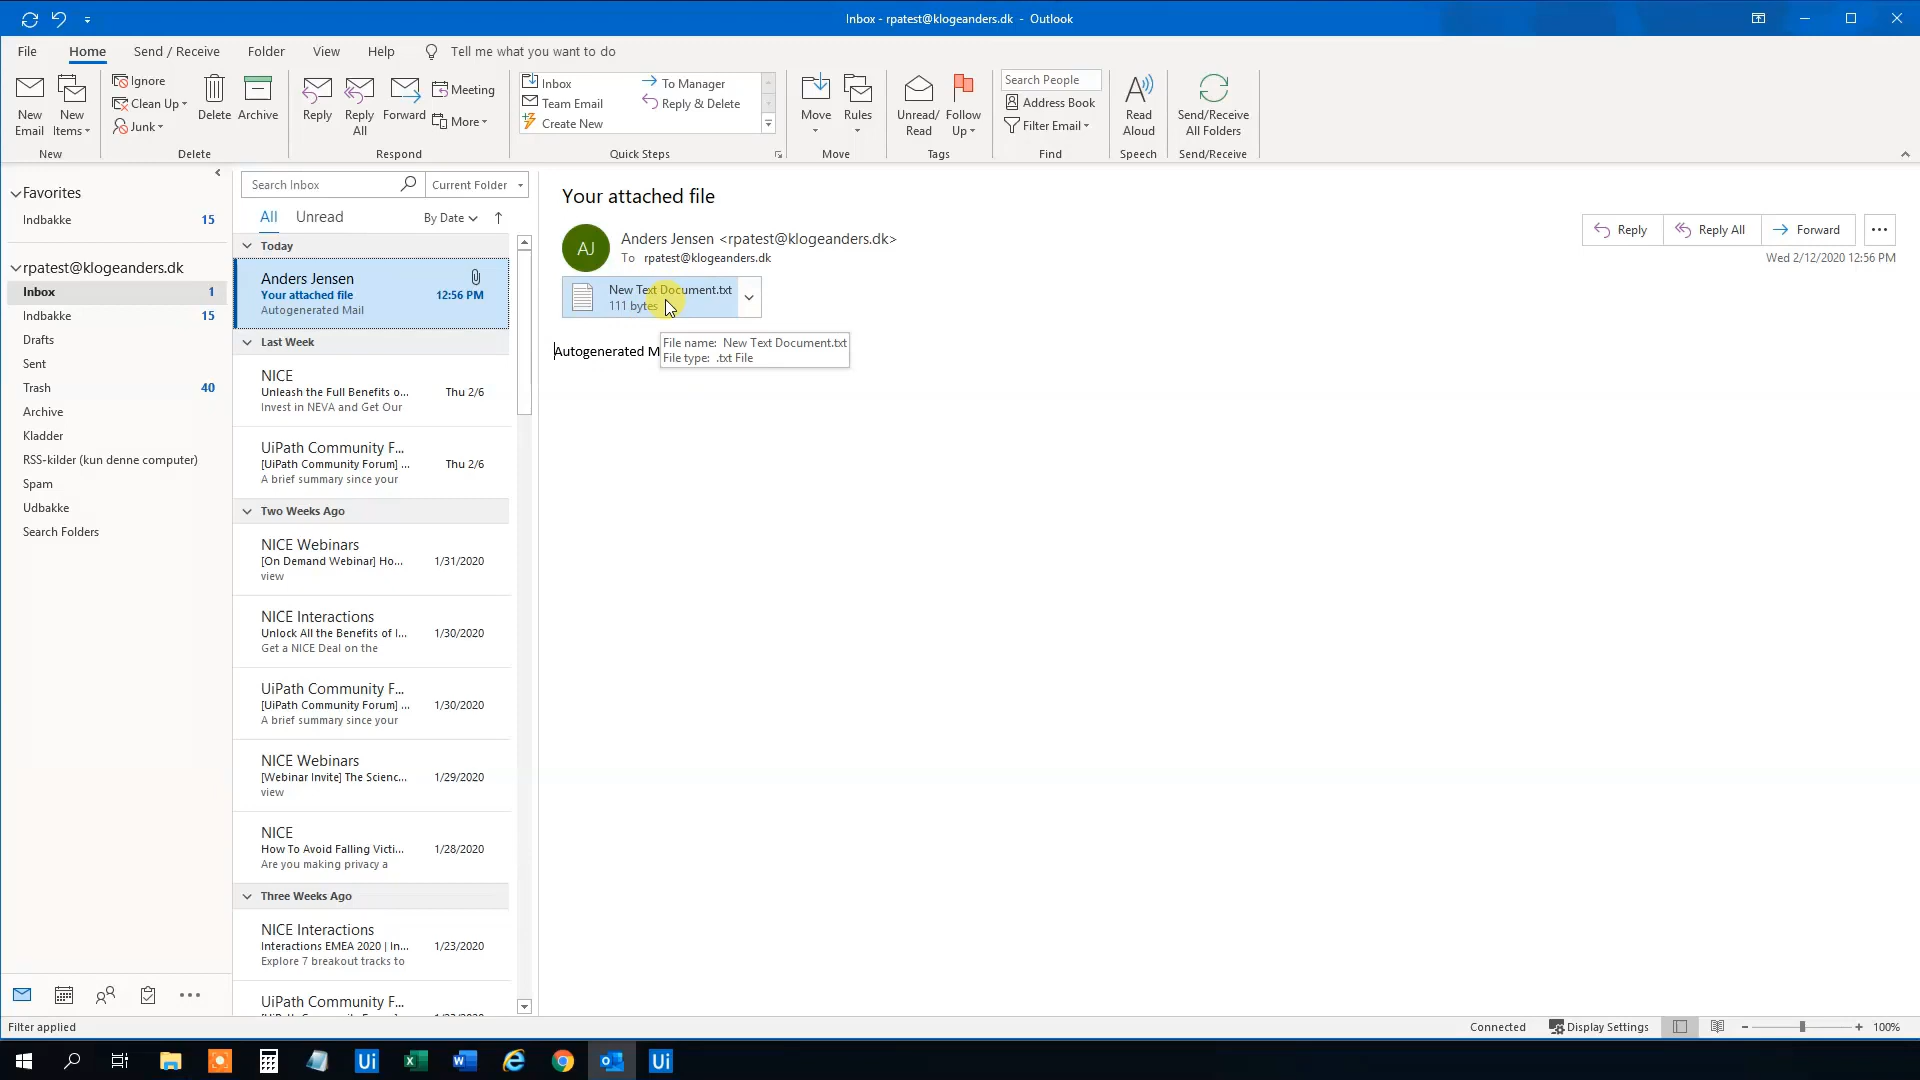 Inbox - rpatest@klogeanders.dk - Outlook
File Home Send / Receive Folder View Help Tell me what you want to do
New Email
New Items
New
Ignore
Clean Up
Junk
Delete
Archive
Delete
Reply
Reply All
Forward
Meeting
More
Respond
Inbox
Team Email
Create New
To Manager
Reply & Delete
Quick Steps
Move
Rules
Move
Unread/ Read
Follow Up
Tags
Search People
Address Book
Filter Email
Find
Read Aloud
Speech
Send/Receive All Folders
Send/Receive
Favorites
Indbakke 15
rpatest@klogeanders.dk
Inbox 1
Indbakke 15
Drafts
Sent
Trash 40
Archive
Kladder
RSS-kilder (kun denne computer)
Spam
Udbakke
Search Folders
Search Inbox Current Folder
All Unread By Date
Today
Anders Jensen
Your attached file 12:56 PM
Autogenerated Mail
Last Week
NICE
Unleash the Full Benefits o... Thu 2/6
Invest in NEVA and Get Our
UiPath Community F...
[UiPath Community Forum] ... Thu 2/6
A brief summary since your
Two Weeks Ago
NICE Webinars
[On Demand Webinar] Ho... 1/31/2020
view
NICE Interactions
Unlock All the Benefits of I... 1/30/2020
Get a NICE Deal on the
UiPath Community F...
[UiPath Community Forum] ... 1/30/2020
A brief summary since your
NICE Webinars
[Webinar Invite] The Scienc... 1/29/2020
view
NICE
How To Avoid Falling Victi... 1/28/2020
Are you making privacy a
Three Weeks Ago
NICE Interactions
Interactions EMEA 2020 | In... 1/23/2020
Explore 7 breakout tracks to
UiPath Community F...
Your attached file
AJ
Anders Jensen <rpatest@klogeanders.dk>
To rpatest@klogeanders.dk
Reply Reply All Forward
Wed 2/12/2020 12:56 PM
New Text Document.txt
111 bytes
Autogenerated M
File name: New Text Document.txt
File type: .txt File
Filter applied
Connected Display Settings 100%
Ui
Ui